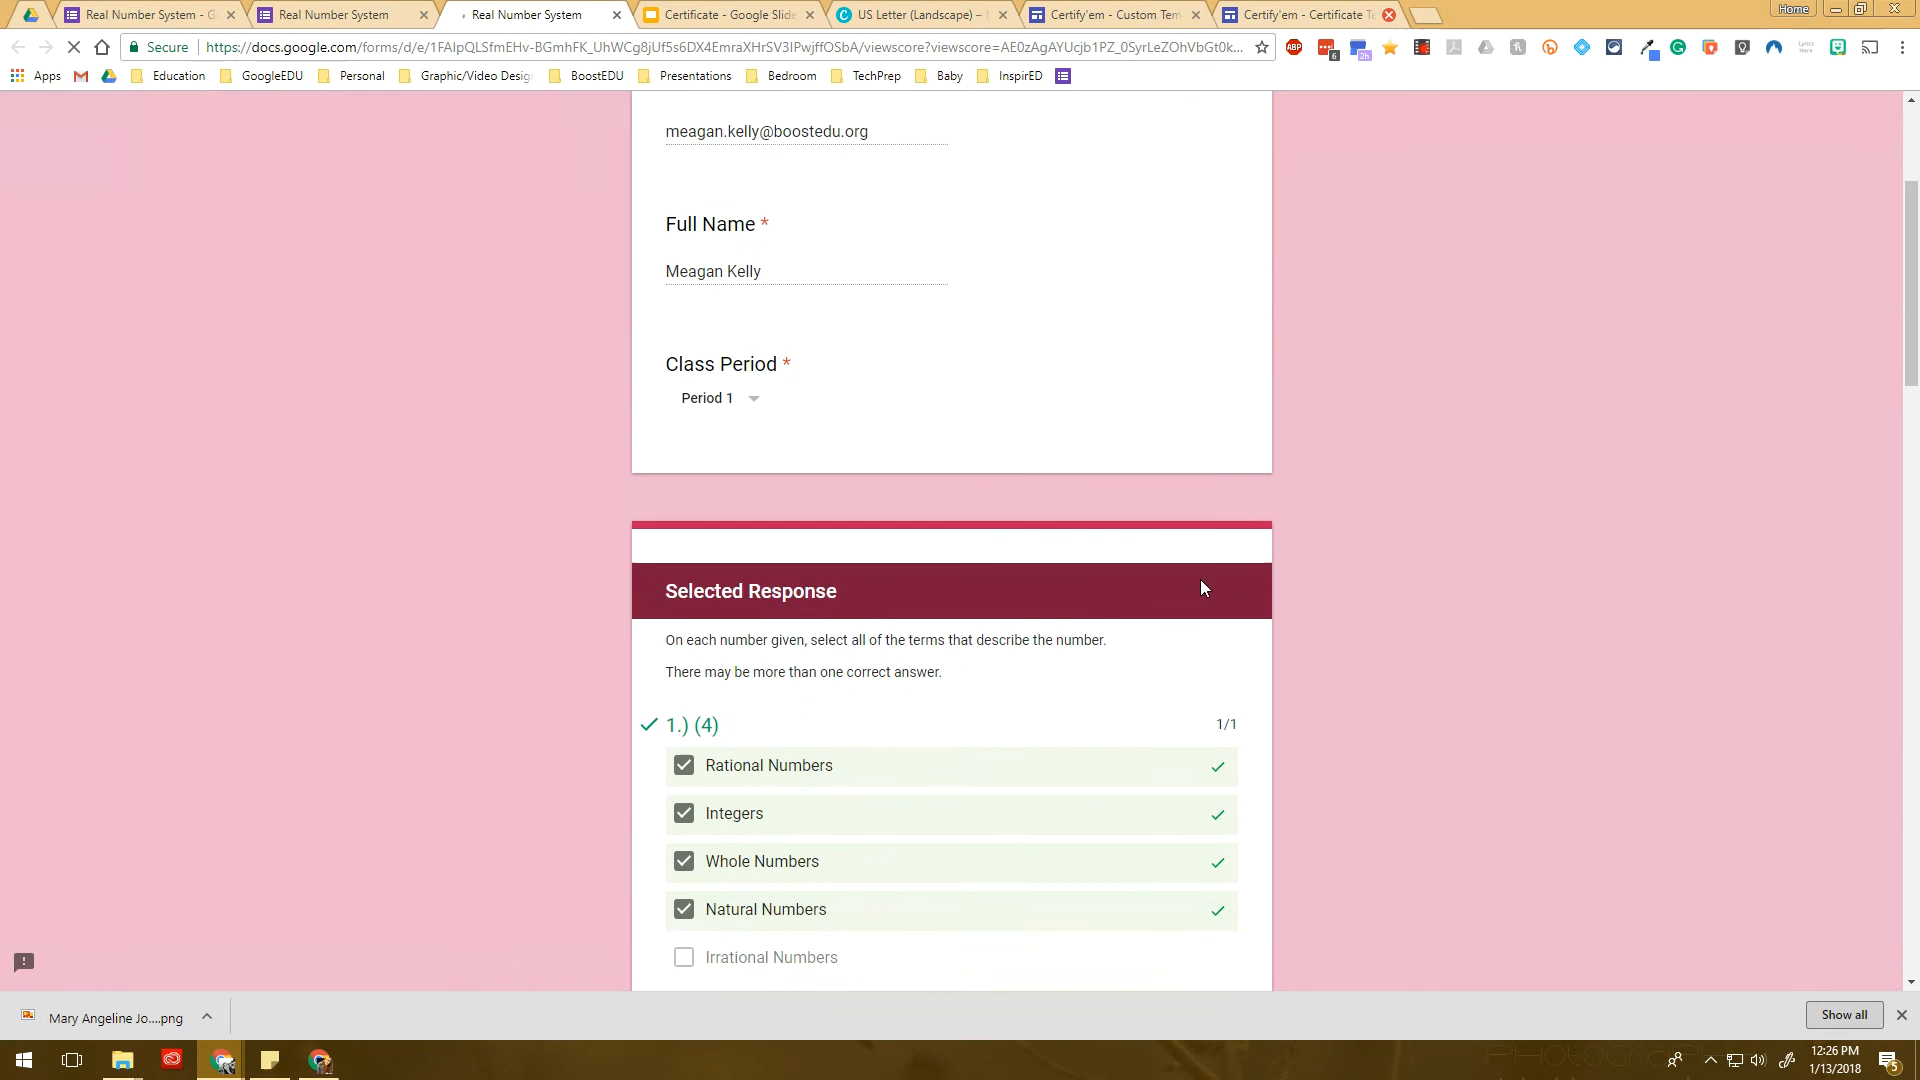 Real Number System - G
Real Number System
Real Number System
Certificate - Google Slide
US Letter (Landscape) –
Certify'em - Custom Tem
Certify'em - Certificate Te
Home
Secure
https://docs.google.com/forms/d/e/1FAIpQLSfmEHv-BGmhFK_UhWCg8jUf5s6DX4EmraXHrSV3IPwjffOSbA/viewscore?viewscore=AE0zAgAYUcjb1PZ_0SyrLeZOhVbGt0k...
ABP
6
2h
Apps
Education
GoogleEDU
Personal
Graphic/Video Desig
BoostEDU
Presentations
Bedroom
TechPrep
Baby
InspirED
meagan.kelly@boostedu.org
Full Name *
Meagan Kelly
Class Period *
Period 1
Selected Response
On each number given, select all of the terms that describe the number.
There may be more than one correct answer.
1.) (4)
1/1
Rational Numbers
Integers
Whole Numbers
Natural Numbers
Irrational Numbers
Mary Angeline Jo....png
Show all
12:26 PM
1/13/2018
5